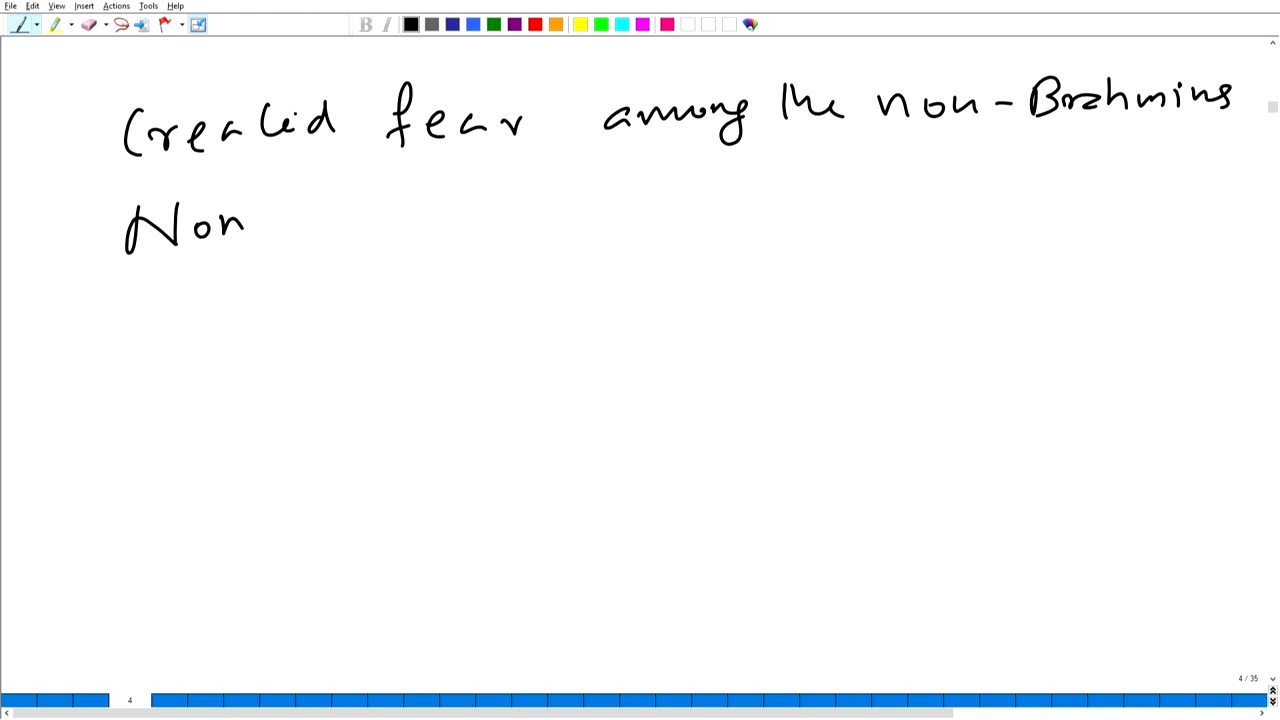 File Edit View Insert Actions Tools Help
B I
Created fear among the non-Brahmins
Non
4 / 35
4